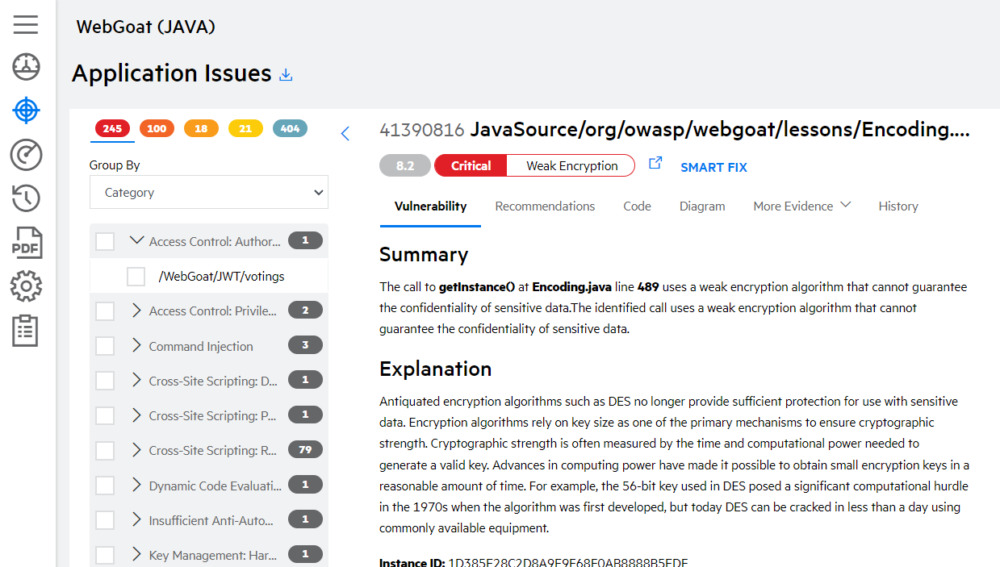 WebGoat (JAVA)
Application Issues
245 100 18 21 404
Group By
Category
Access Control: Author... 1
/WebGoat/JWT/votings
Access Control: Privile... 2
Command Injection 3
Cross-Site Scripting: D... 1
Cross-Site Scripting: P... 1
Cross-Site Scripting: R... 79
Dynamic Code Evaluati... 1
Insufficient Anti-Auto... 1
Key Management: Har... 1
PDF
41390816 JavaSource/org/owasp/webgoat/lessons/Encoding....
8.2 Critical Weak Encryption SMART FIX
Vulnerability Recommendations Code Diagram More Evidence History
Summary
The call to getInstance() at Encoding.java line 489 uses a weak encryption algorithm that cannot guarantee
the confidentiality of sensitive data.The identified call uses a weak encryption algorithm that cannot
guarantee the confidentiality of sensitive data.
Explanation
Antiquated encryption algorithms such as DES no longer provide sufficient protection for use with sensitive
data. Encryption algorithms rely on key size as one of the primary mechanisms to ensure cryptographic
strength. Cryptographic strength is often measured by the time and computational power needed to
generate a valid key. Advances in computing power have made it possible to obtain small encryption keys in a
reasonable amount of time. For example, the 56-bit key used in DES posed a significant computational hurdle
in the 1970s when the algorithm was first developed, but today DES can be cracked in less than a day using
commonly available equipment.
Instance ID: